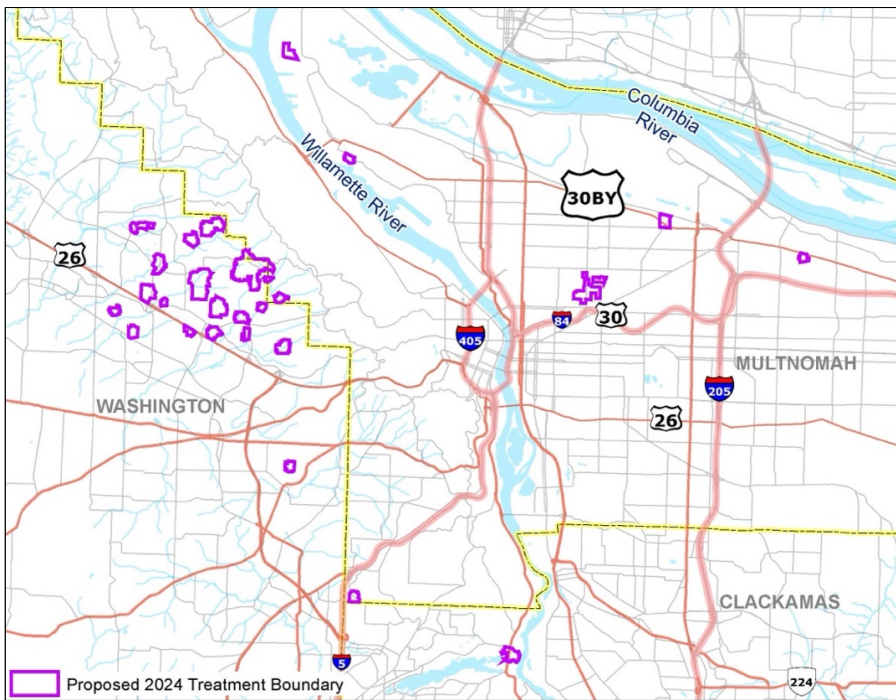 Columbia
River
Willamette River
30BY
26
405
84
30
MULTNOMAH
205
WASHINGTON
26
CLACKAMAS
5
224
Proposed 2024 Treatment Boundary